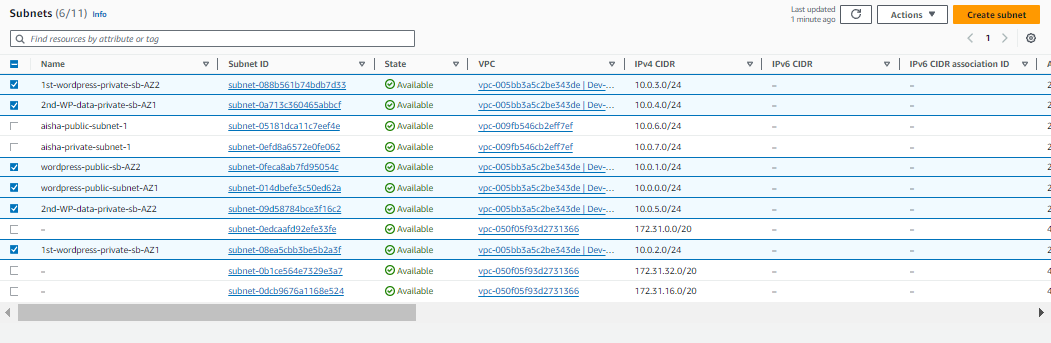 Subnets (6/11) Info
Last updated
1 minute ago
Actions
Create subnet
Find resources by attribute or tag
1
Name Subnet ID State VPC IPv4 CIDR IPv6 CIDR IPv6 CIDR association ID A
1st-wordpress-private-sb-AZ2 subnet-088b561b74bdb7d33 Available vpc-005bb3a5c2be343de | Dev-... 10.0.3.0/24 – – 2
2nd-WP-data-private-sb-AZ1 subnet-0a713c360465abbcf Available vpc-005bb3a5c2be343de | Dev-... 10.0.4.0/24 – – 2
aisha-public-subnet-1 subnet-05181dca11c7eef4e Available vpc-009fb546cb2eff7ef 10.0.6.0/24 – – 2
aisha-private-subnet-1 subnet-0efd8a6572e0fe062 Available vpc-009fb546cb2eff7ef 10.0.7.0/24 – – 2
wordpress-public-sb-AZ2 subnet-0feca8ab7fd95054c Available vpc-005bb3a5c2be343de | Dev-... 10.0.1.0/24 – – 2
wordpress-public-subnet-AZ1 subnet-014dbefe3c50ed62a Available vpc-005bb3a5c2be343de | Dev-... 10.0.0.0/24 – – 2
2nd-WP-data-private-sb-AZ2 subnet-09d58784bce3f16c2 Available vpc-005bb3a5c2be343de | Dev-... 10.0.5.0/24 – – 2
– subnet-0edcaafd92efe33fe Available vpc-050f05f93d2731366 172.31.0.0/20 – – 4
1st-wordpress-private-sb-AZ1 subnet-08ea5cbb3be5b2a3f Available vpc-005bb3a5c2be343de | Dev-... 10.0.2.0/24 – – 2
– subnet-0b1ce564e7329e3a7 Available vpc-050f05f93d2731366 172.31.32.0/20 – – 4
– subnet-0dcb9676a1168e524 Available vpc-050f05f93d2731366 172.31.16.0/20 – – 4